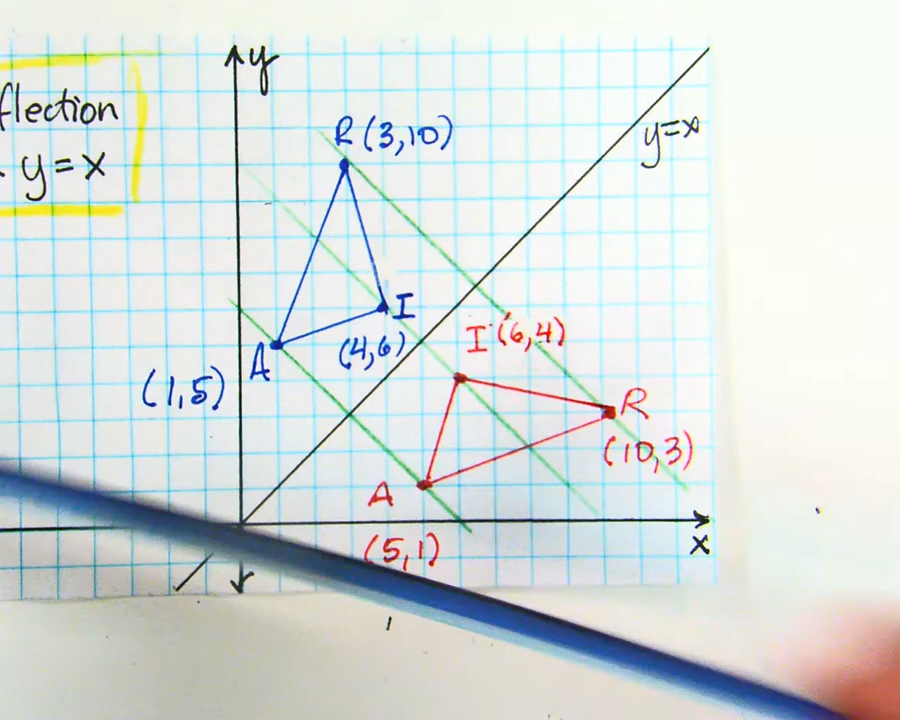 flection
y=x
y
R (3,10)
y=x
I
(4,6)
A
(1,5)
I' (6,4)
R
(10,3)
A
(5,1)
x